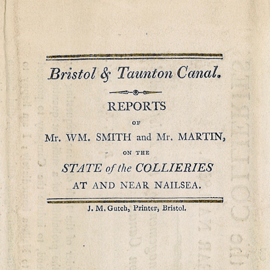 Bristol & Taunton Canal.
REPORTS
OF
Mr. WM. SMITH and Mr. MARTIN,
ON THE
STATE of the COLLIERIES
AT AND NEAR NAILSEA.
J. M. Gutch, Printer, Bristol.